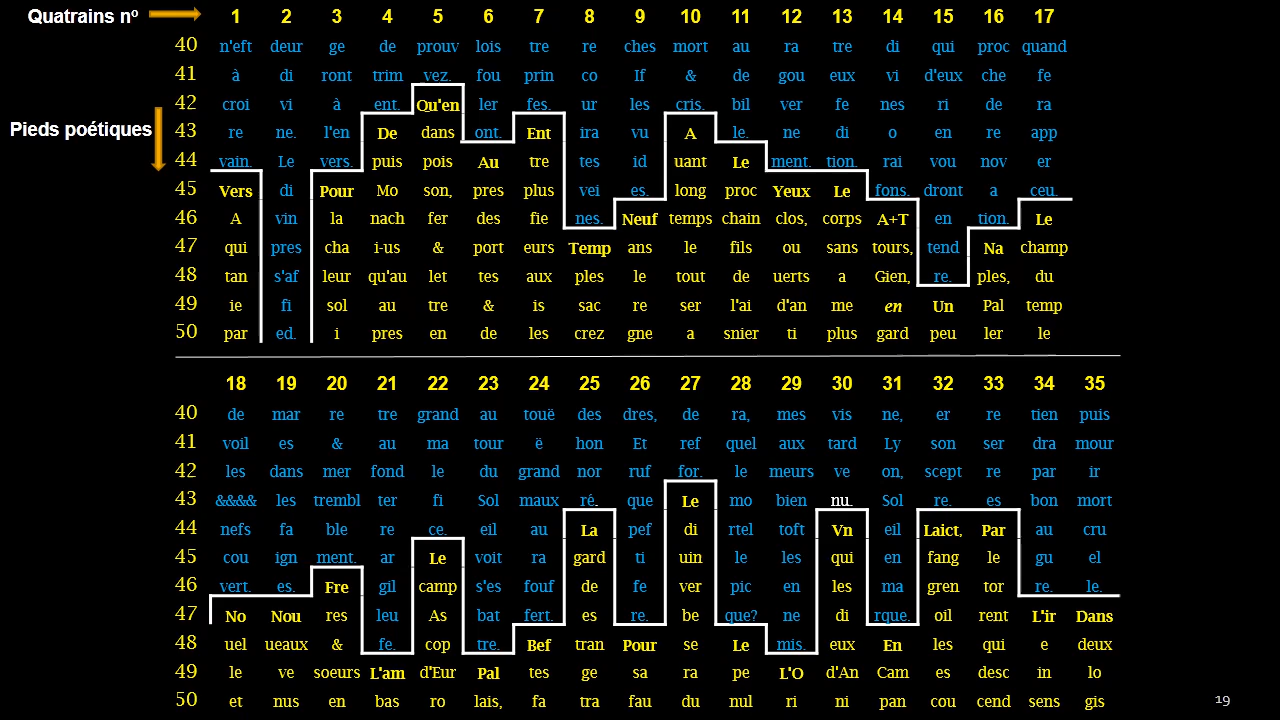 Quatrains nº 1 2 3 4 5 6 7 8 9 10 11 12 13 14 15 16 17
40 n'eft deur ge de prouv lois tre re ches mort au ra tre di qui proc quand
41 à di ront trim vez. fou prin co If & de gou eux vi d'eux che fe
42 croi vi à ent. Qu'en ler fes. ur les cris. bil ver fe nes ri de ra
Pieds poétiques
43 re ne. l'en De dans ont. Ent ira vu A le. ne di o en re app
44 vain. Le vers. puis pois Au tre tes id uant Le ment. tion. rai vou nov er
45 Vers di Pour Mo son, pres plus vei es. long proc Yeux Le fons. dront a ceu.
46 A vin la nach fer des fie nes. Neuf temps chain clos, corps A+T en tion. Le
47 qui pres cha i-us & port eurs Temp ans le fils ou sans tours, tend Na champ
48 tan s'af leur qu'au let tes aux ples le tout de uerts a Gien, re. ples, du
49 ie fi sol au tre & is sac re ser l'ai d'an me en Un Pal temp
50 par ed. i pres en de les crez gne a snier ti plus gard peu ler le
18 19 20 21 22 23 24 25 26 27 28 29 30 31 32 33 34 35
40 de mar re tre grand au touë des dres, de ra, mes vis ne, er re tien puis
41 voil es & au ma tour ë hon Et ref quel aux tard Ly son ser dra mour
42 les dans mer fond le du grand nor ruf for. le meurs ve on, scept re par ir
43 &&&& les trembl ter fi Sol maux ré. que Le mo bien nu. Sol re. es bon mort
44 nefs fa ble re ce. eil au La pef di rtel toft Vn eil Laict, Par au cru
45 cou ign ment. ar Le voit ra gard ti uin le les qui en fang le gu el
46 vert. es. Fre gil camp s'es fouf de fe ver pic en les ma gren tor re. le.
47 No Nou res leu As bat fert. es re. be que? ne di rque. oil rent L'ir Dans
48 uel ueaux & fe. cop tre. Bef tran Pour se Le mis. eux En les qui e deux
49 le ve soeurs L'am d'Eur Pal tes ge sa ra pe L'O d'An Cam es desc in lo
50 et nus en bas ro lais, fa tra fau du nul ri ni pan cou cend sens gis
19